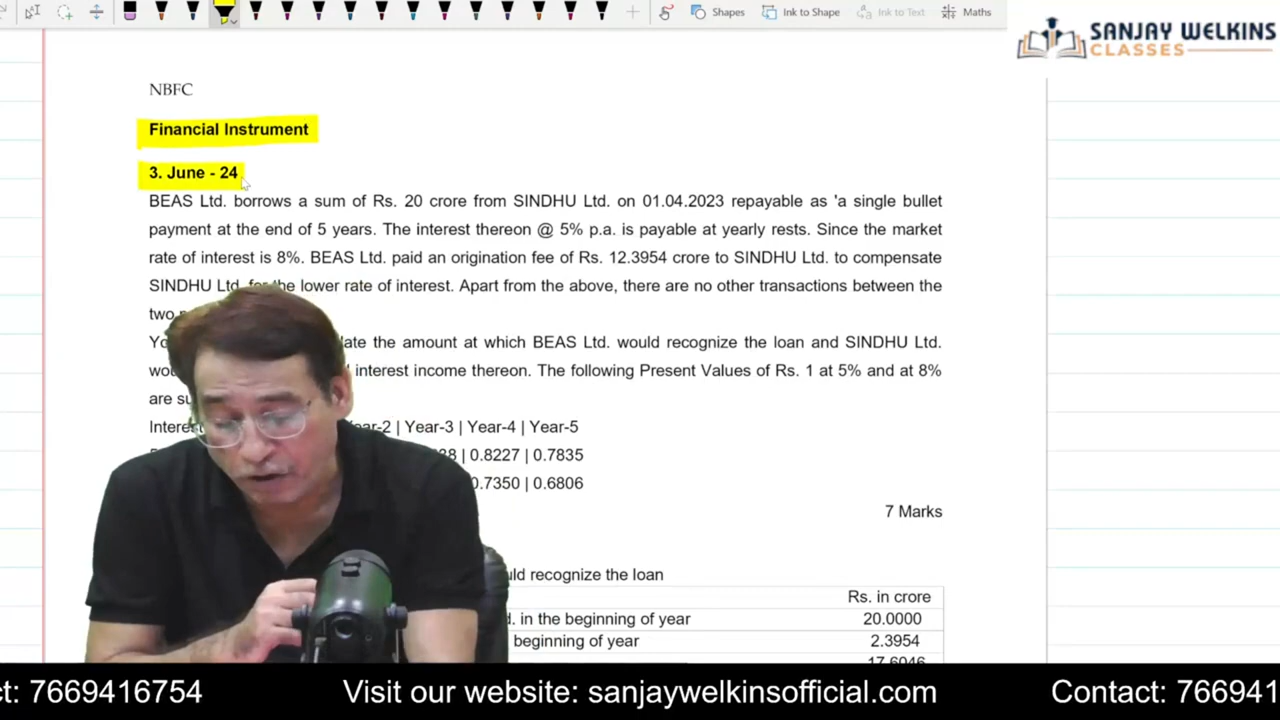 Shapes Ink to Shape Ink to Text Maths
SANJAY WELKINS
CLASSES
NBFC
Financial Instrument
3. June - 24
BEAS Ltd. borrows a sum of Rs. 20 crore from SINDHU Ltd. on 01.04.2023 repayable as 'a single bullet
payment at the end of 5 years. The interest thereon @ 5% p.a. is payable at yearly rests. Since the market
rate of interest is 8%. BEAS Ltd. paid an origination fee of Rs. 12.3954 crore to SINDHU Ltd. to compensate
SINDHU Ltd. for the lower rate of interest. Apart from the above, there are no other transactions between the
two
the amount at which BEAS Ltd. would recognize the loan and SINDHU Ltd.
interest income thereon. The following Present Values of Rs. 1 at 5% and at 8%
are
| Year-3 | Year-4 | Year-5
| 0.8227 | 0.7835
0.7350 | 0.6806
7 Marks
recognize the loan
Rs. in crore
in the beginning of year 20.0000
beginning of year 2.3954
17.6046
7669416754 Visit our website: sanjaywelkinsofficial.com Contact: 766941